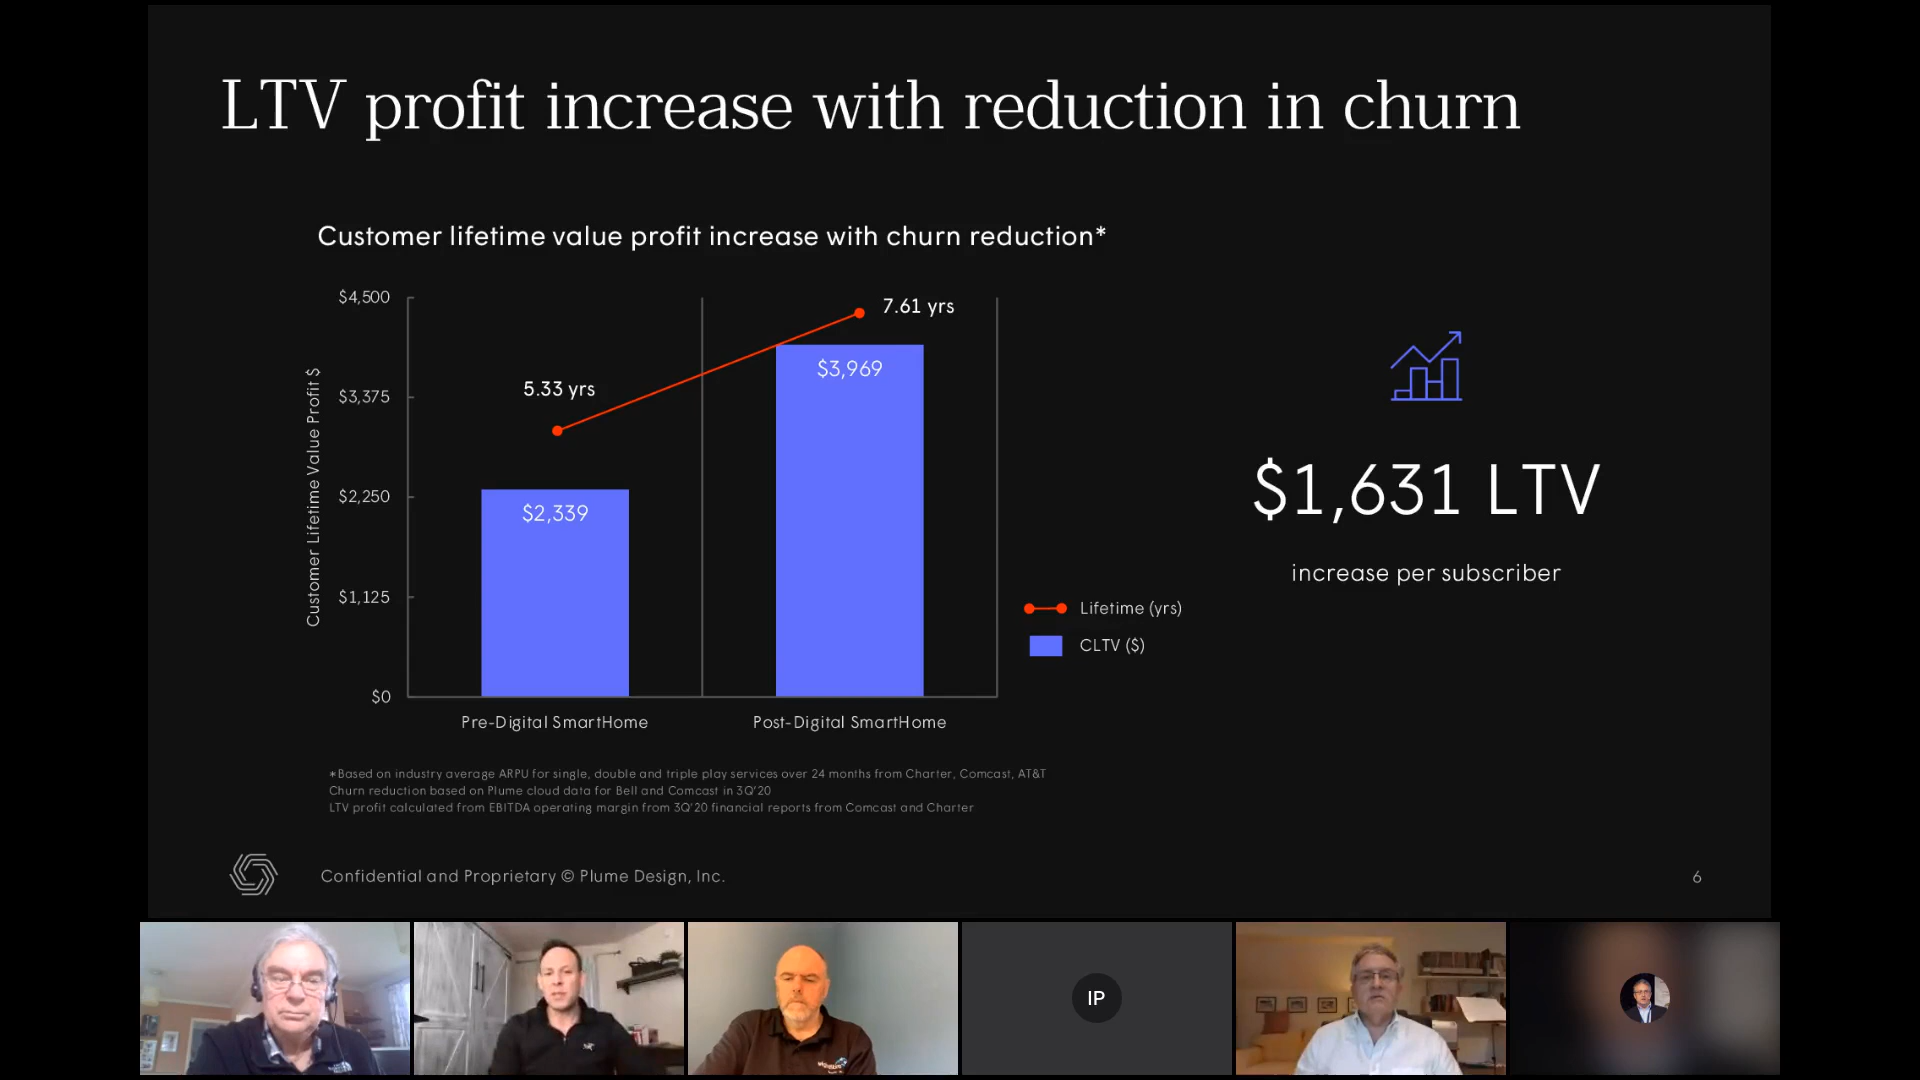 LTV profit increase with reduction in churn
Customer lifetime value profit increase with churn reduction*
$4,500
$3,375
$2,250
$1,125
$0
Customer Lifetime Value Profit $
5.33 yrs
7.61 yrs
$2,339
$3,969
Pre-Digital SmartHome
Post-Digital SmartHome
Lifetime (yrs)
CLTV ($)
$1,631 LTV
increase per subscriber
*Based on industry average ARPU for single, double and triple play services over 24 months from Charter, Comcast, AT&T
Churn reduction based on Plume cloud data for Bell and Comcast in 3Q'20
LTV profit calculated from EBITDA operating margin from 3Q'20 financial reports from Comcast and Charter
Confidential and Proprietary © Plume Design, Inc.
6
IP